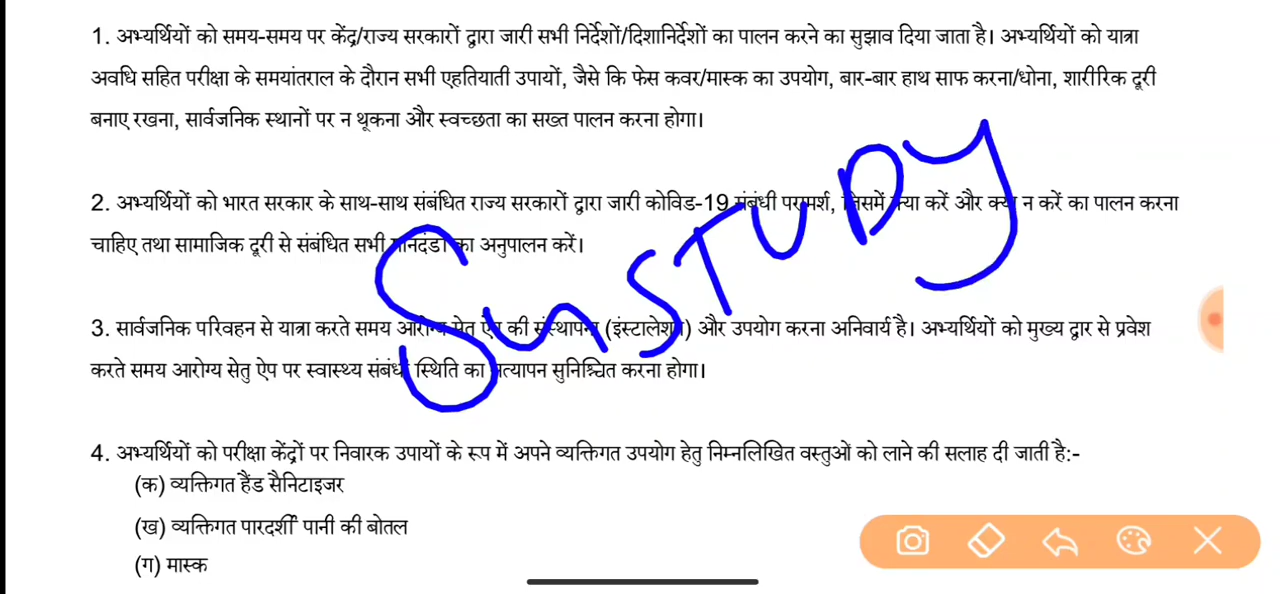 1. अभ्यर्थियों को समय-समय पर केंद्र/राज्य सरकारों द्वारा जारी सभी निर्देशों/दिशानिर्देशों का पालन करने का सुझाव दिया जाता है। अभ्यर्थियों को यात्रा
अवधि सहित परीक्षा के समयांतराल के दौरान सभी एहतियाती उपायों, जैसे कि फेस कवर/मास्क का उपयोग, बार-बार हाथ साफ करना/धोना, शारीरिक दूरी
बनाए रखना, सार्वजनिक स्थानों पर न थूकना और स्वच्छता का सख्त पालन करना होगा।
2. अभ्यर्थियों को भारत सरकार के साथ-साथ संबंधित राज्य सरकारों द्वारा जारी कोविड-19 संबंधी परामर्श, जिसमें क्या करें और क्या न करें का पालन करना
चाहिए तथा सामाजिक दूरी से संबंधित सभी मानदंडों का अनुपालन करें।
SunSTUDY
3. सार्वजनिक परिवहन से यात्रा करते समय आरोग्य सेतु ऐप की संस्थापना (इंस्टालेशन) और उपयोग करना अनिवार्य है। अभ्यर्थियों को मुख्य द्वार से प्रवेश
करते समय आरोग्य सेतु ऐप पर स्वास्थ्य संबंधी स्थिति का सत्यापन सुनिश्चित करना होगा।
4. अभ्यर्थियों को परीक्षा केंद्रों पर निवारक उपायों के रूप में अपने व्यक्तिगत उपयोग हेतु निम्नलिखित वस्तुओं को लाने की सलाह दी जाती है:-
(क) व्यक्तिगत हैंड सैनिटाइजर
(ख) व्यक्तिगत पारदर्शी पानी की बोतल
(ग) मास्क